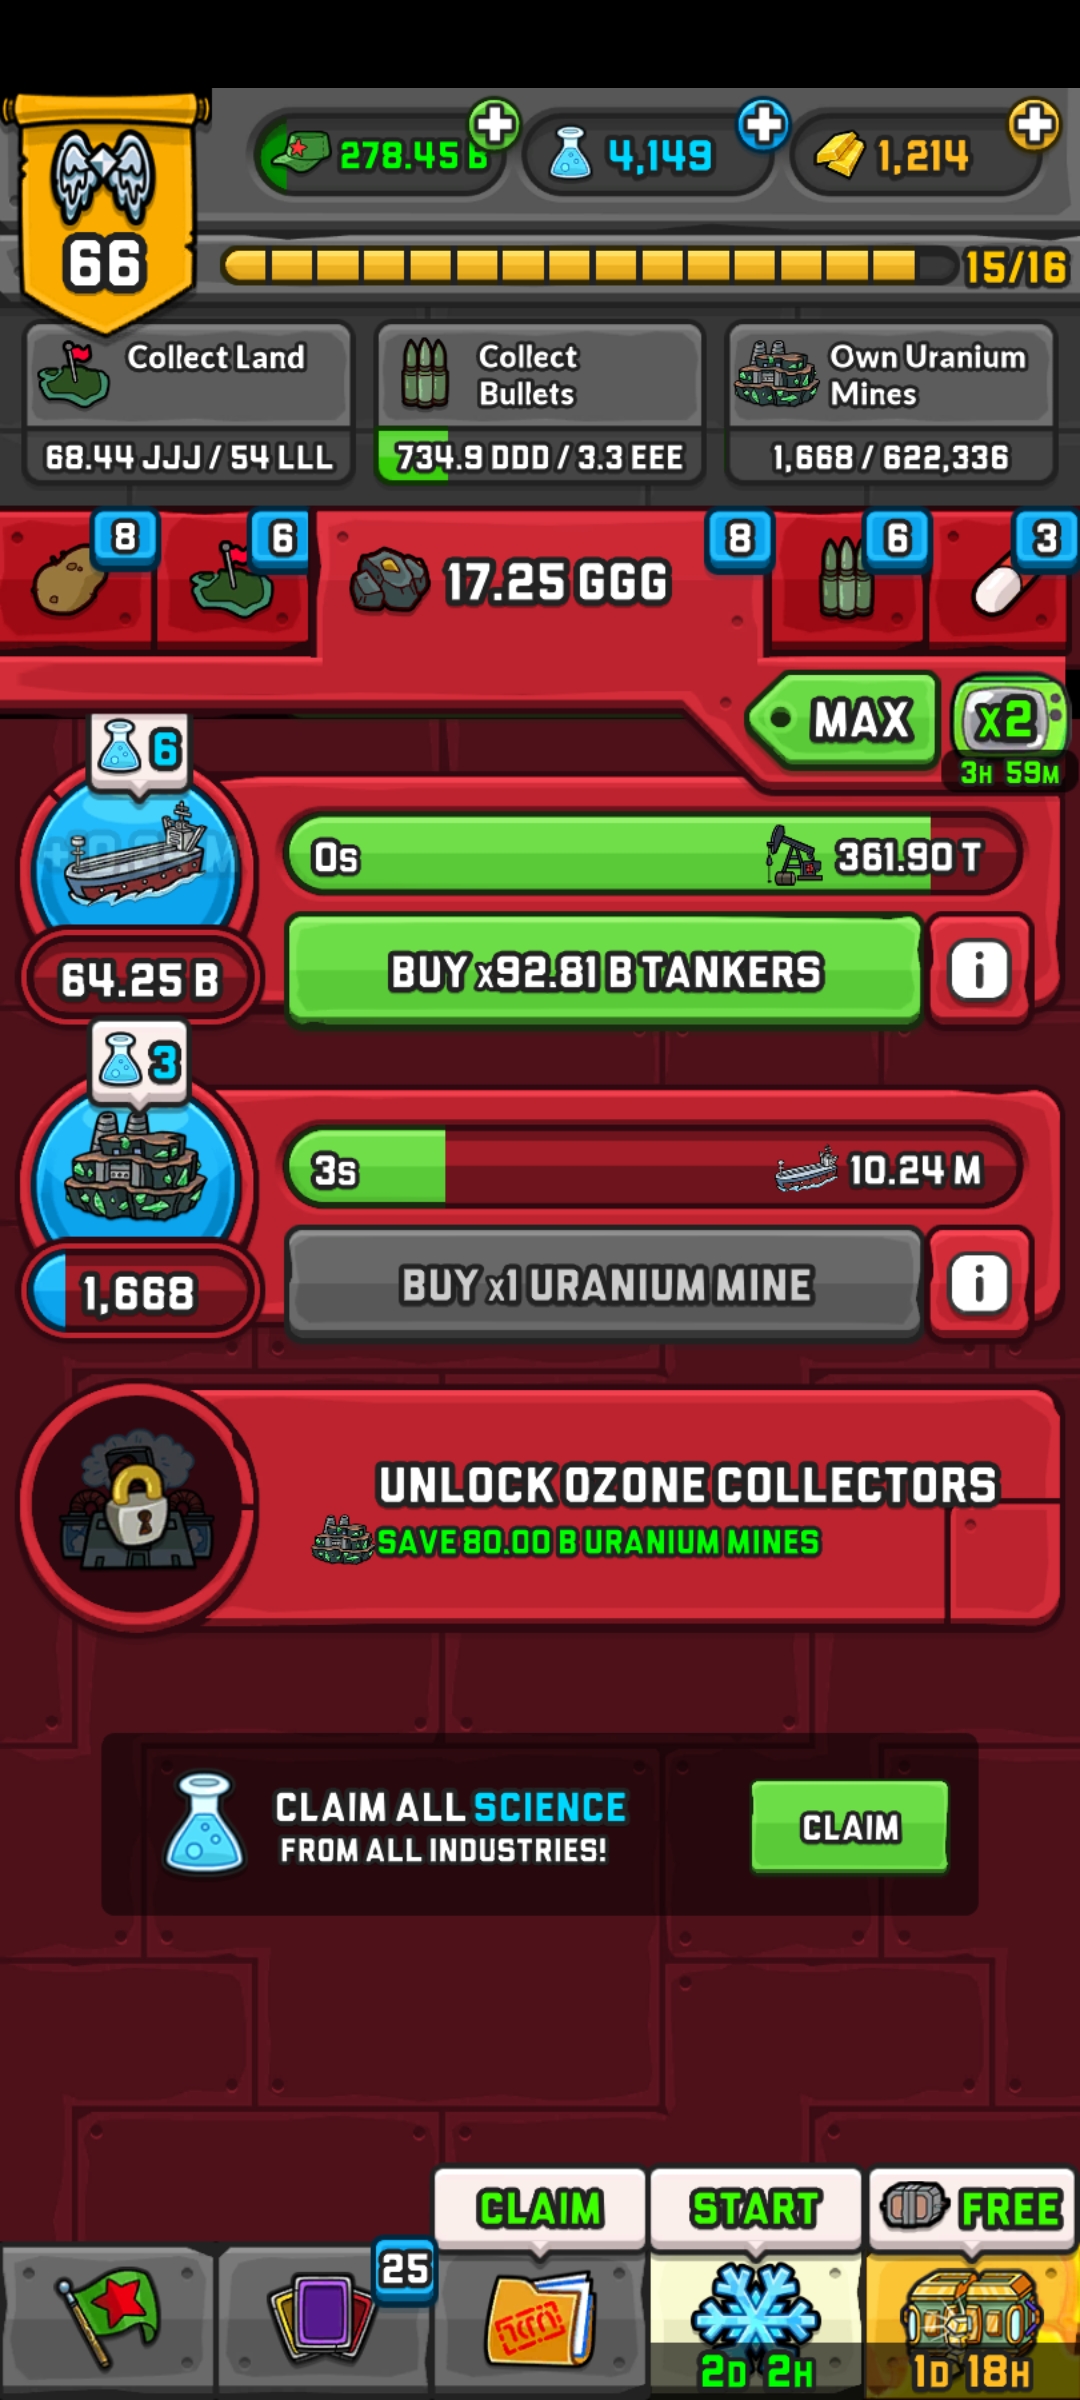 278.45 B
4,149
1,214
66
15/16
Collect Land
68.44 JJJ / 54 LLL
Collect
Bullets
734.9 DDD / 3.3 EEE
Own Uranium
Mines
1,668 / 622,336
8
6
17.25 GGG
8
6
3
MAX
x2
3H 59M
6
0s
361.90 T
64.25 B
BUY x92.81 B TANKERS
i
3
3s
10.24 M
1,668
BUY x1 URANIUM MINE
i
UNLOCK OZONE COLLECTORS
SAVE 80.00 B URANIUM MINES
CLAIM ALL SCIENCE
FROM ALL INDUSTRIES!
CLAIM
CLAIM
START
FREE
25
2D 2H
1D 18H